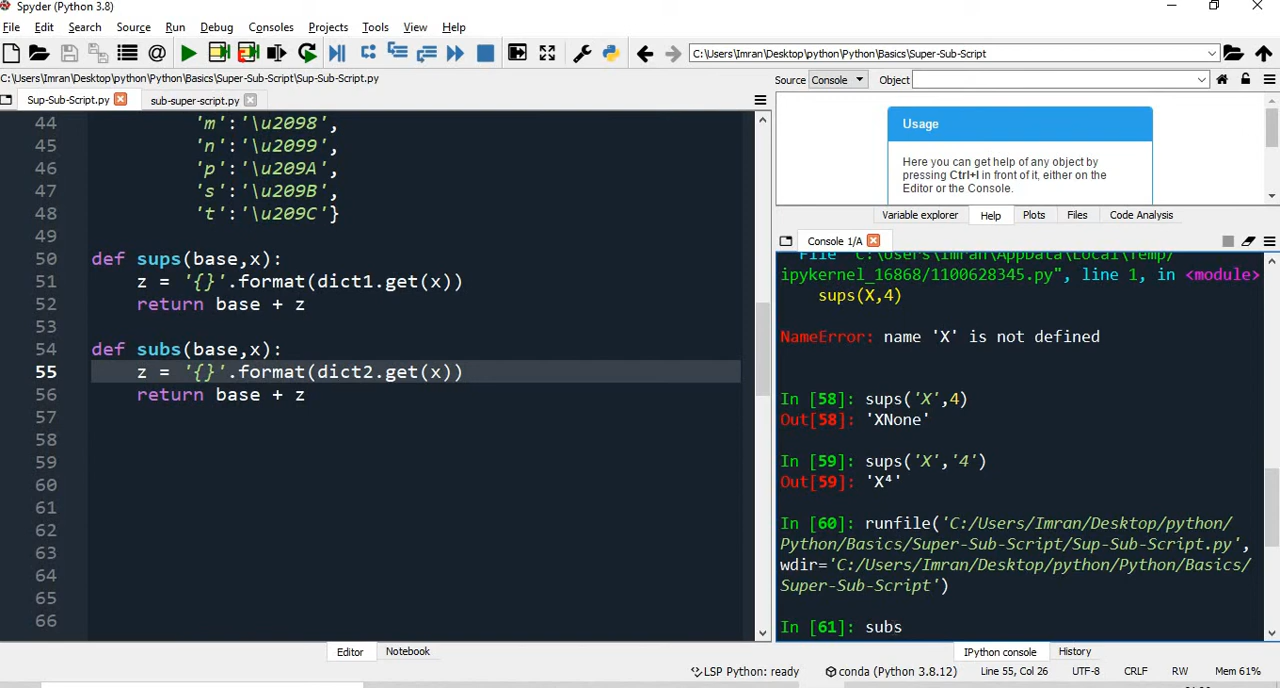 Spyder (Python 3.8)
File Edit Search Source Run Debug Consoles Projects Tools View Help
C:\Users\Imran\Desktop\python\Python\Basics\Super-Sub-Script
C:\Users\Imran\Desktop\python\Python\Basics\Super-Sub-Script\Sup-Sub-Script.py
Sup-Sub-Script.py sub-super-script.py
44 'm':'\u2098',
45 'n':'\u2099',
46 'p':'\u209A',
47 's':'\u209B',
48 't':'\u209C'}
49
50 def sups(base,x):
51 z = '{}'.format(dict1.get(x))
52 return base + z
53
54 def subs(base,x):
55 z = '{}'.format(dict2.get(x))
56 return base + z
57
58
59
60
61
62
63
64
65
66
Editor Notebook
Source Console Object
Usage
Here you can get help of any object by
pressing Ctrl+I in front of it, either on the
Editor or the Console.
Variable explorer Help Plots Files Code Analysis
Console 1/A
File "C:\Users\Imran\AppData\Local\Temp/
ipykernel_16868/1100628345.py", line 1, in <module>
sups(X,4)
NameError: name 'X' is not defined
In [58]: sups('X',4)
Out[58]: 'XNone'
In [59]: sups('X','4')
Out[59]: 'X⁴'
In [60]: runfile('C:/Users/Imran/Desktop/python/
Python/Basics/Super-Sub-Script/Sup-Sub-Script.py',
wdir='C:/Users/Imran/Desktop/python/Python/Basics/
Super-Sub-Script')
In [61]: subs
IPython console History
LSP Python: ready conda (Python 3.8.12) Line 55, Col 26 UTF-8 CRLF RW Mem 61%